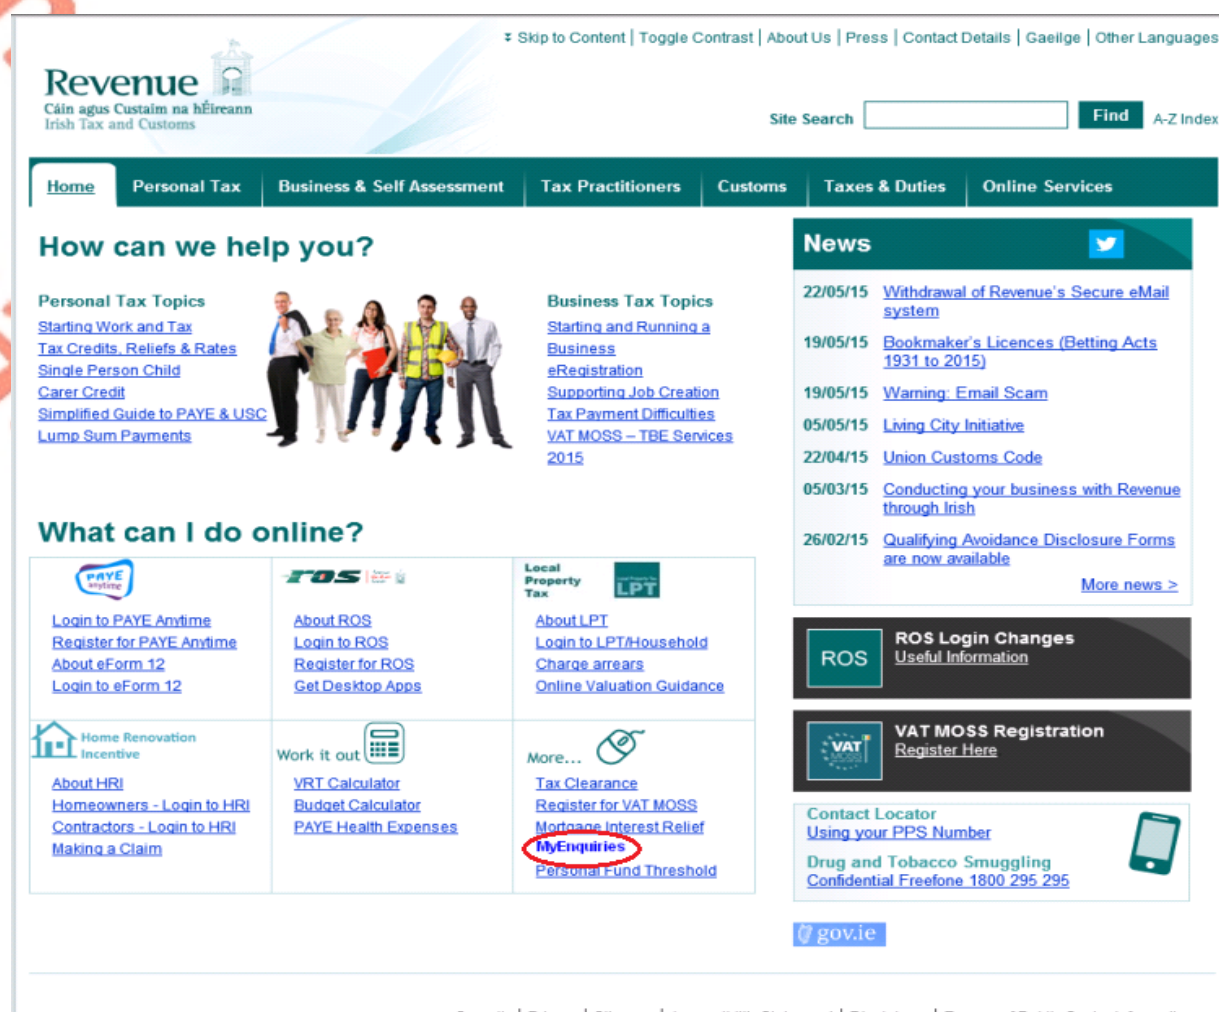 Skip to Content | Toggle Contrast | About Us | Press | Contact Details | Gaeilge | Other Languages
Revenue
Cáin agus Custaim na hÉireann
Irish Tax and Customs
Site Search
Find
A-Z Index
Home
Personal Tax
Business & Self Assessment
Tax Practitioners
Customs
Taxes & Duties
Online Services
How can we help you?
Personal Tax Topics
Starting Work and Tax
Tax Credits, Reliefs & Rates
Single Person Child
Carer Credit
Simplified Guide to PAYE & USC
Lump Sum Payments
Business Tax Topics
Starting and Running a
Business
eRegistration
Supporting Job Creation
Tax Payment Difficulties
VAT MOSS – TBE Services
2015
News
22/05/15 Withdrawal of Revenue's Secure eMail
system
19/05/15 Bookmaker's Licences (Betting Acts
1931 to 2015)
19/05/15 Warning: Email Scam
05/05/15 Living City Initiative
22/04/15 Union Customs Code
05/03/15 Conducting your business with Revenue
through Irish
26/02/15 Qualifying Avoidance Disclosure Forms
are now available
More news >
What can I do online?
PAYE
anytime
Login to PAYE Anytime
Register for PAYE Anytime
About eForm 12
Login to eForm 12
ros
About ROS
Login to ROS
Register for ROS
Get Desktop Apps
Local
Property
Tax
LPT
About LPT
Login to LPT/Household
Charge arrears
Online Valuation Guidance
Home Renovation
Incentive
About HRI
Homeowners - Login to HRI
Contractors - Login to HRI
Making a Claim
Work it out
VRT Calculator
Budget Calculator
PAYE Health Expenses
More...
Tax Clearance
Register for VAT MOSS
Mortgage Interest Relief
MyEnquiries
Personal Fund Threshold
ROS
ROS Login Changes
Useful Information
VAT
VAT MOSS Registration
Register Here
Contact Locator
Using your PPS Number
Drug and Tobacco Smuggling
Confidential Freefone 1800 295 295
gov.ie